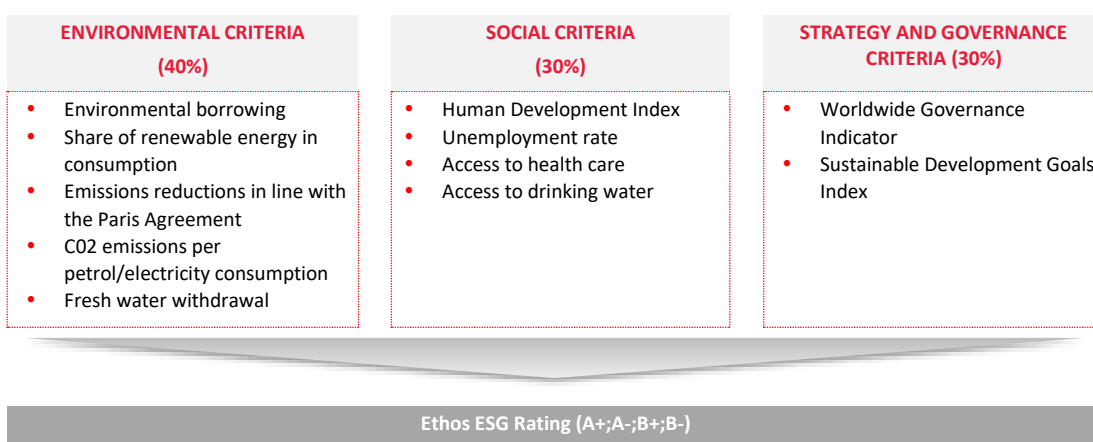 ENVIRONMENTAL CRITERIA
(40%)
• Environmental borrowing
• Share of renewable energy in
consumption
• Emissions reductions in line with
the Paris Agreement
• C02 emissions per
petrol/electricity consumption
• Fresh water withdrawal
SOCIAL CRITERIA
(30%)
• Human Development Index
• Unemployment rate
• Access to health care
• Access to drinking water
STRATEGY AND GOVERNANCE
CRITERIA (30%)
• Worldwide Governance
Indicator
• Sustainable Development Goals
Index
Ethos ESG Rating (A+;A-;B+;B-)